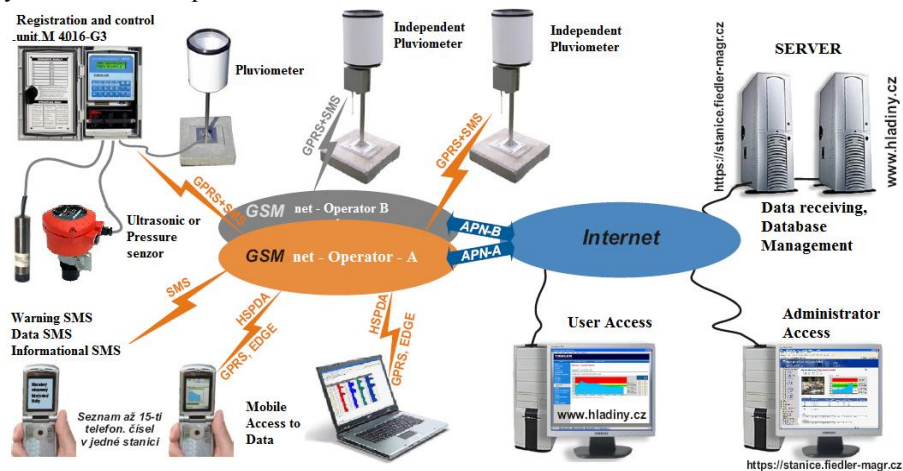 Registration and control
unit M 4016-G3
Pluviometer
Independent
Pluviometer
Independent
Pluviometer
SERVER
https://stanice.fiedler-magr.cz
www.hladiny.cz
GPRS+SMS
GPRS+SMS
GPRS+SMS
Ultrasonic or
Pressure
senzor
GSM net - Operator B
GSM net - Operator - A
APN-B
APN-A
Internet
Data receiving,
Database
Management
SMS
HSPDA
GPRS, EDGE
HSPDA
GPRS, EDGE
Warning SMS
Data SMS
Informational SMS
User Access
Administrator
Access
Seznam až 15-ti
telefon. čísel
v jedné stanici
Mobile
Access to
Data
www.hladiny.cz
https://stanice.fiedler-magr.cz